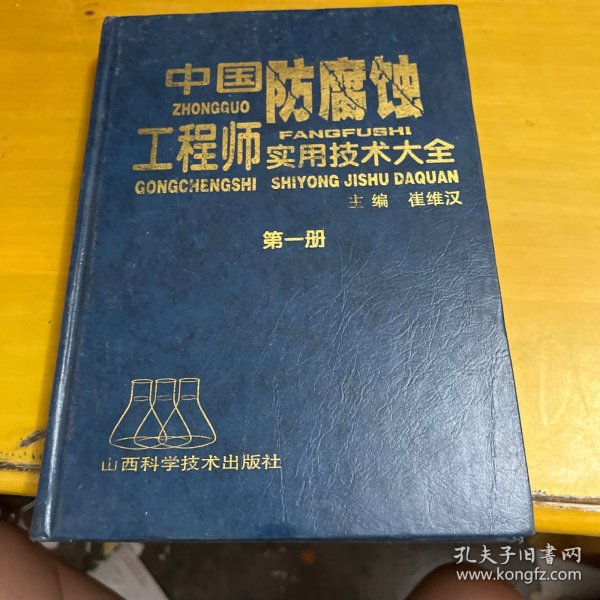 中国防腐蚀
ZHONGGUO FANGFUSHI
工程师实用技术大全
GONGCHENGSHI SHIYONG JISHU DAQUAN
主编 崔维汉
第一册
山西科学技术出版社
孔夫子旧书网
www.kongfz.com